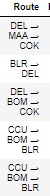 Route
DEL →
MAA →
COK
BLR →
DEL
DEL →
BOM →
COK
CCU →
BOM →
BLR
CCU →
BOM →
BLR